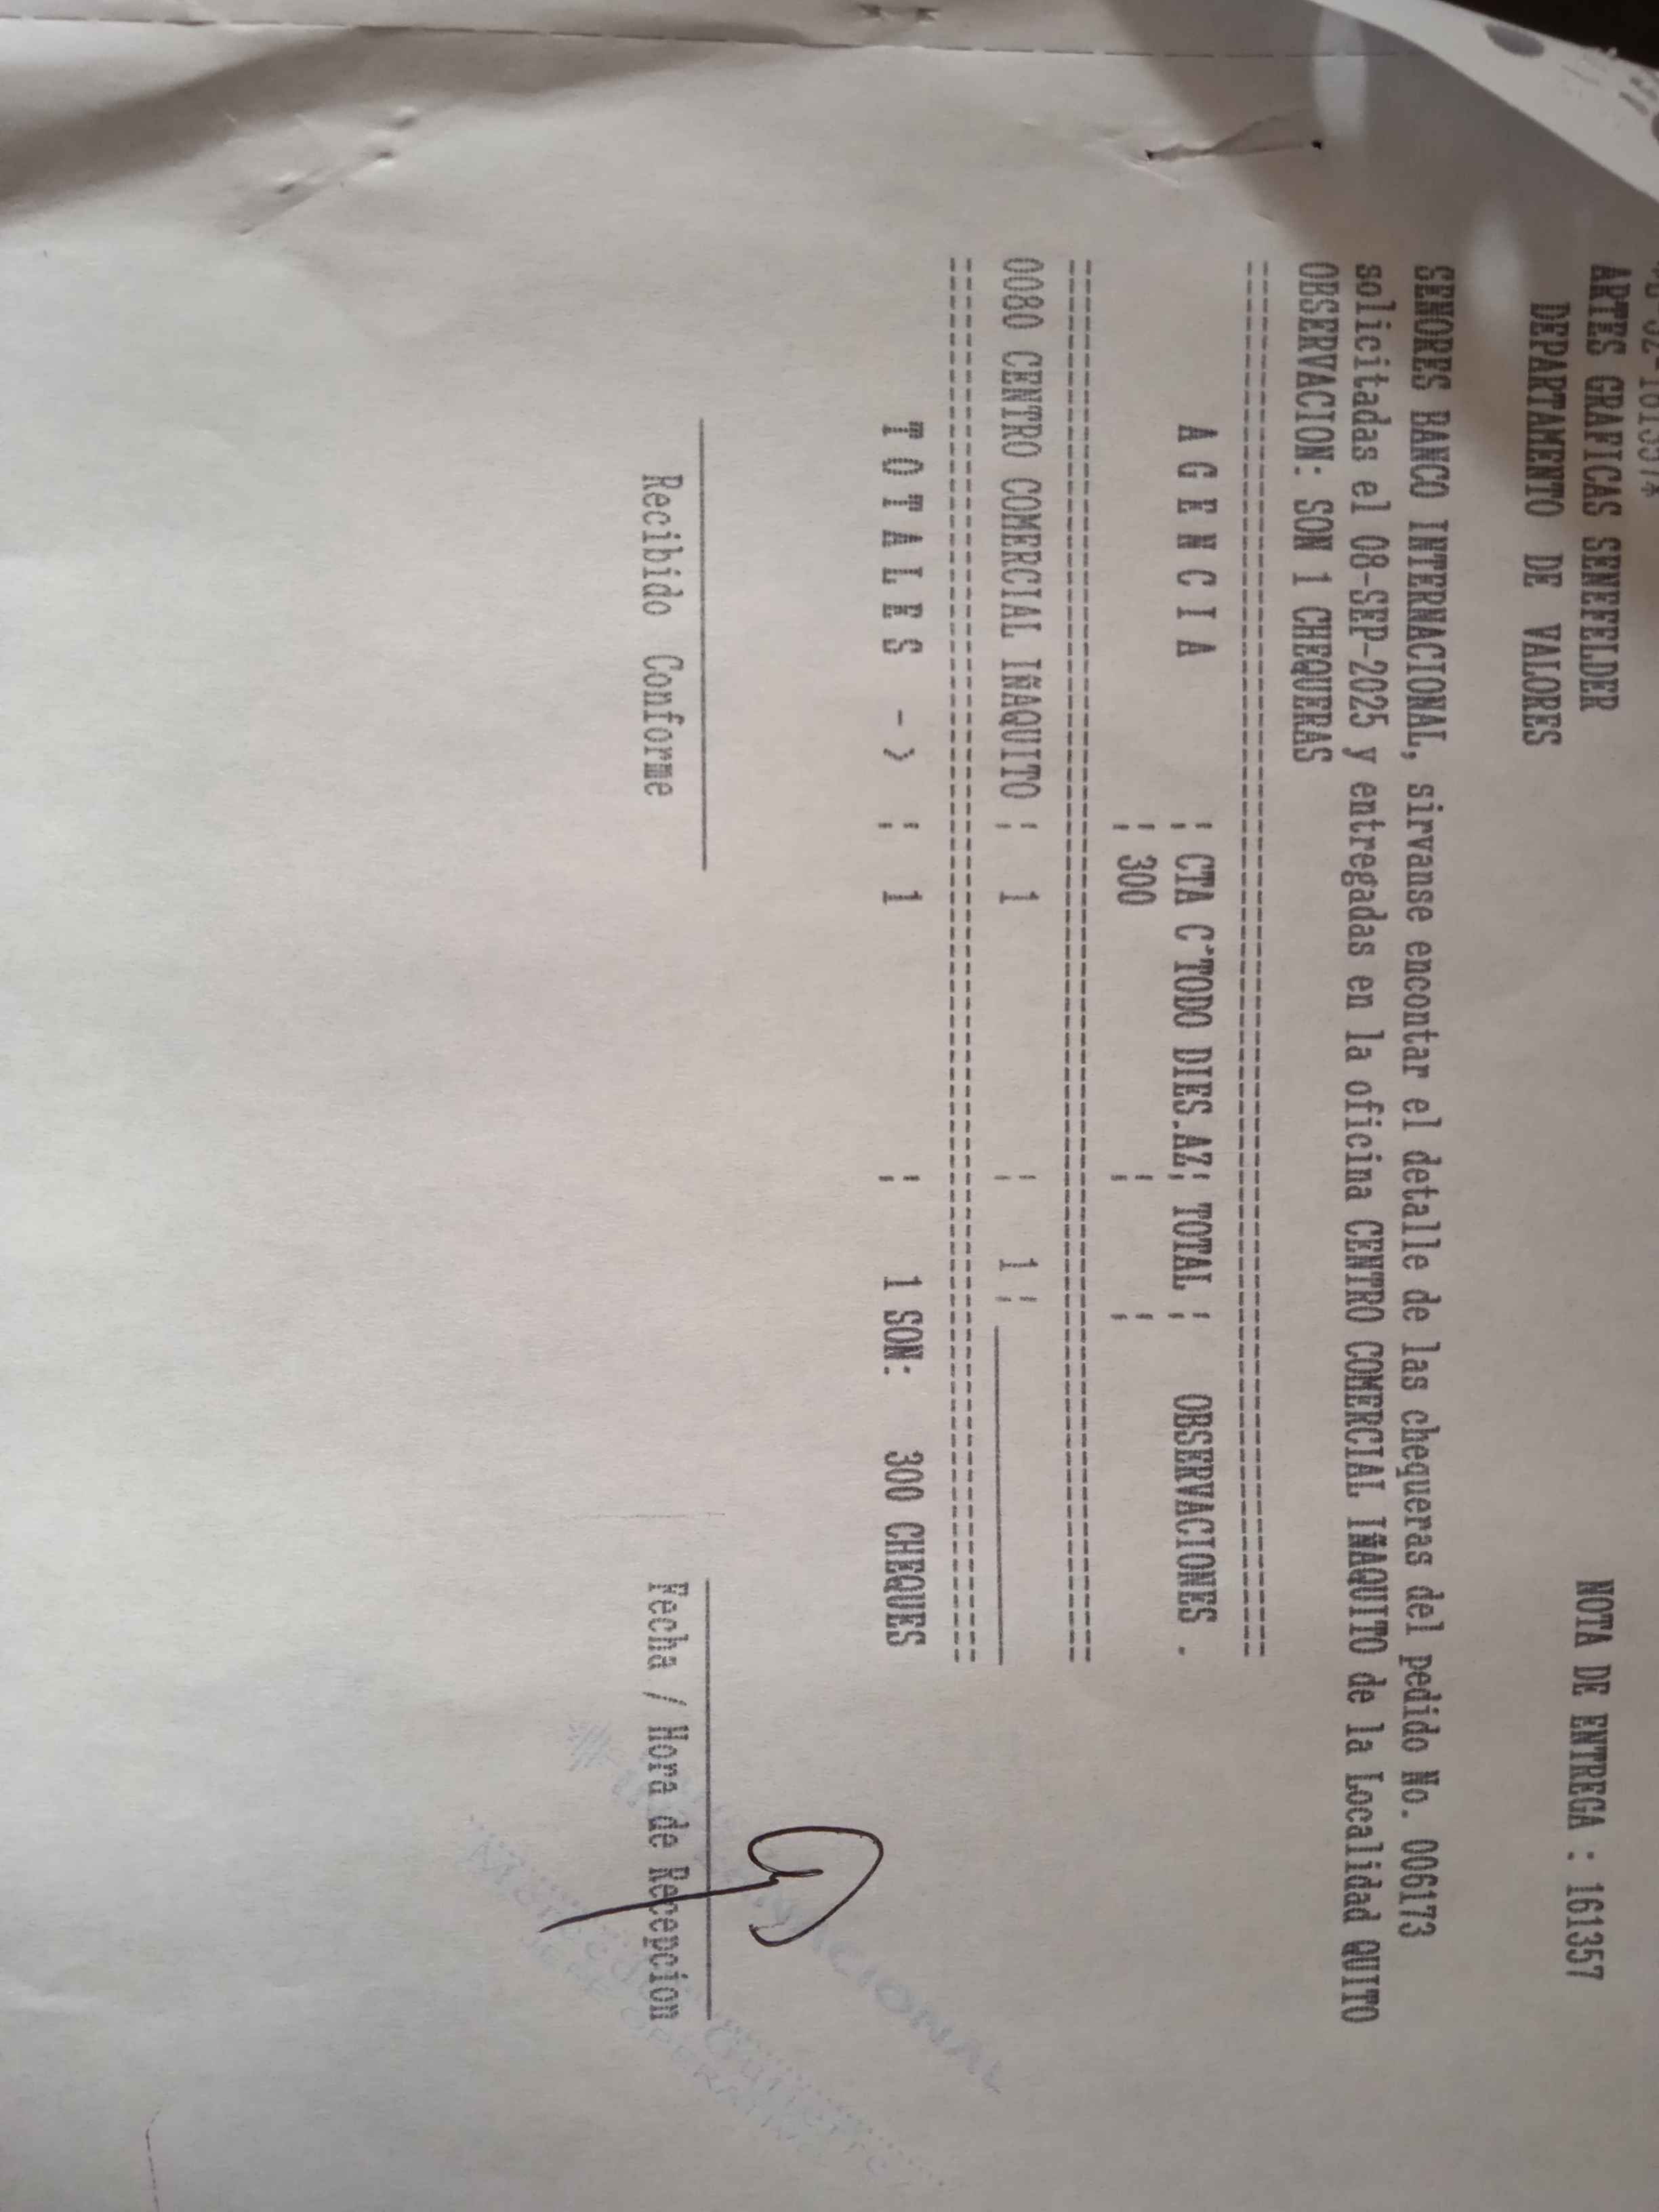 ARTES GRAFICAS SENEFELDER
DEPARTAMENTO DE VALORES
NOTA DE ENTREGA : 161357
SENORES BANCO INTERNACIONAL, sirvanse encontar el detalle de las chequeras del pedido No. 006173
solicitadas el 08-SEP-2025 y entregadas en la oficina CENTRO COMERCIAL IÑAQUITO de la Localidad QUITO
OBSERVACION: SON 1 CHEQUERAS
A G E N C I A ¦ CTA C'TODO DIES.AZ¦ TOTAL ¦ OBSERVACIONES .
¦ 300 ¦ ¦
0080 CENTRO COMERCIAL IÑAQUITO ¦ 1 ¦ 1 ¦
T O T A L E S - > ¦ 1 ¦ 1 SON: 300 CHEQUES
Recibido Conforme
Fecha / Hora de Recepcion
JEFE OPERATIVO